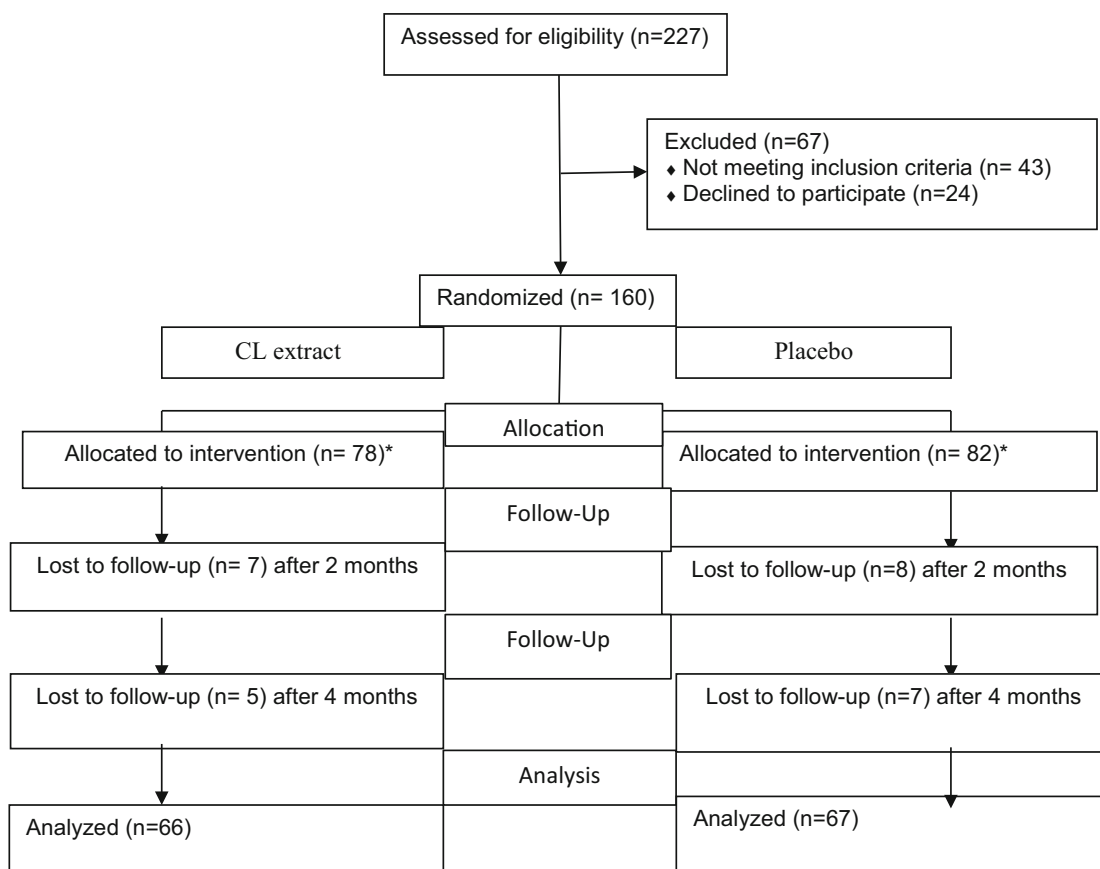 Assessed for eligibility (n=227)
Excluded (n=67)
♦ Not meeting inclusion criteria (n= 43)
♦ Declined to participate (n=24)
Randomized (n= 160)
CL extract
Placebo
Allocation
Allocated to intervention (n= 78)*
Allocated to intervention (n= 82)*
Follow-Up
Lost to follow-up (n= 7) after 2 months
Lost to follow-up (n=8) after 2 months
Follow-Up
Lost to follow-up (n= 5) after 4 months
Lost to follow-up (n=7) after 4 months
Analysis
Analyzed (n=66)
Analyzed (n=67)